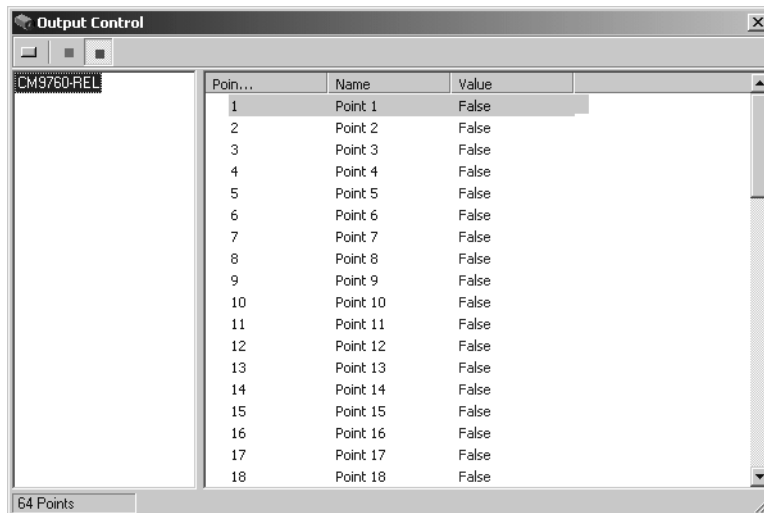 Output Control
CM9760-REL
Poin... Name Value
1 Point 1 False
2 Point 2 False
3 Point 3 False
4 Point 4 False
5 Point 5 False
6 Point 6 False
7 Point 7 False
8 Point 8 False
9 Point 9 False
10 Point 10 False
11 Point 11 False
12 Point 12 False
13 Point 13 False
14 Point 14 False
15 Point 15 False
16 Point 16 False
17 Point 17 False
18 Point 18 False
64 Points